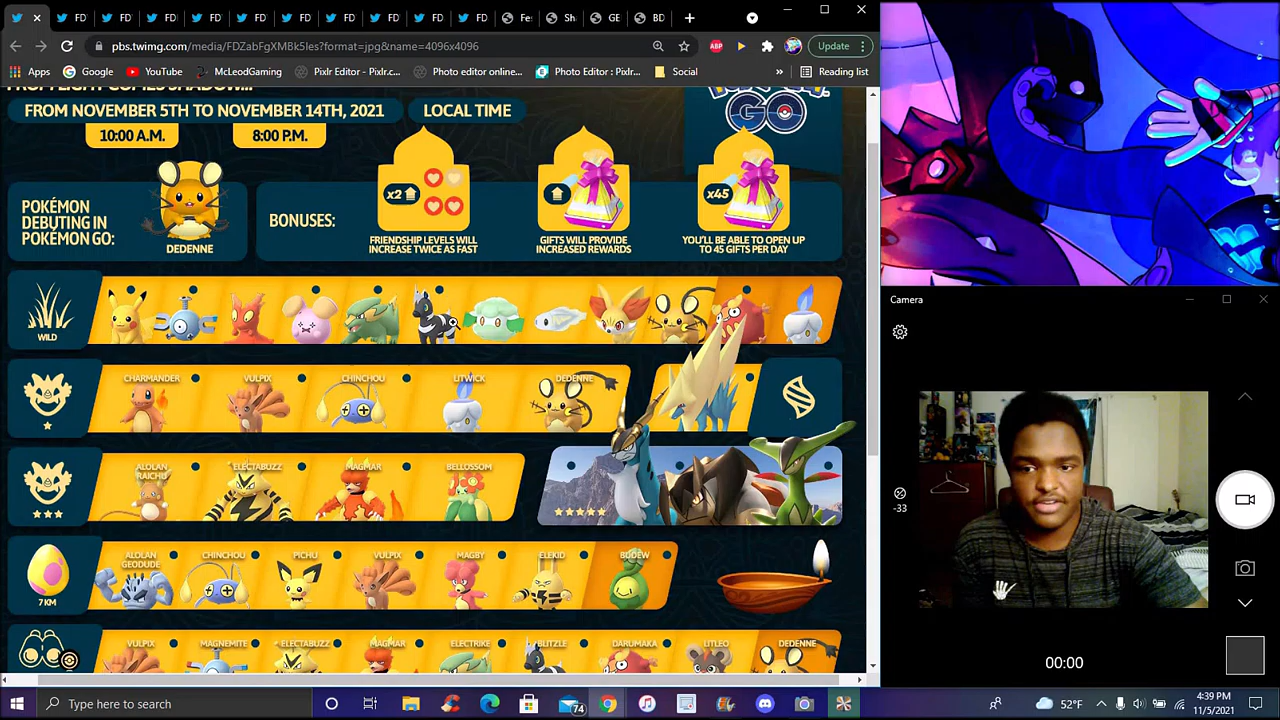 FD
FD
FDI
FD
FD
FD
FD
FD
FD
FD
Fe
Sh
GE
BD
pbs.twimg.com/media/FDZabFgXMBk5Ies?format=jpg&name=4096x4096
ABP
Update
Apps
Google
YouTube
McLeodGaming
Pixlr Editor - Pixlr.c...
Photo editor online...
Photo Editor : Pixlr...
Social
»
Reading list
FROM NOVEMBER 5TH TO NOVEMBER 14TH, 2021
LOCAL TIME
GO
10:00 A.M.
8:00 P.M.
POKÉMON
DEBUTING IN
POKÉMON GO:
DEDENNE
BONUSES:
x2
FRIENDSHIP LEVELS WILL
INCREASE TWICE AS FAST
GIFTS WILL PROVIDE
INCREASED REWARDS
x45
YOU'LL BE ABLE TO OPEN UP
TO 45 GIFTS PER DAY
WILD
CHARMANDER
VULPIX
CHINCHOU
LITWICK
DEDENNE
ALOLAN
RAICHU
ELECTABUZZ
MAGMAR
BELLOSSOM
7 KM
ALOLAN
GEODUDE
CHINCHOU
PICHU
VULPIX
MAGBY
ELEKID
BUDEW
VULPIX
MAGNEMITE
ELECTABUZZ
MAGMAR
ELECTRIKE
BLITZLE
DARUMAKA
LITLEO
DEDENNE
Camera
-33
00:00
Type here to search
74
52°F
4:39 PM
11/5/2021